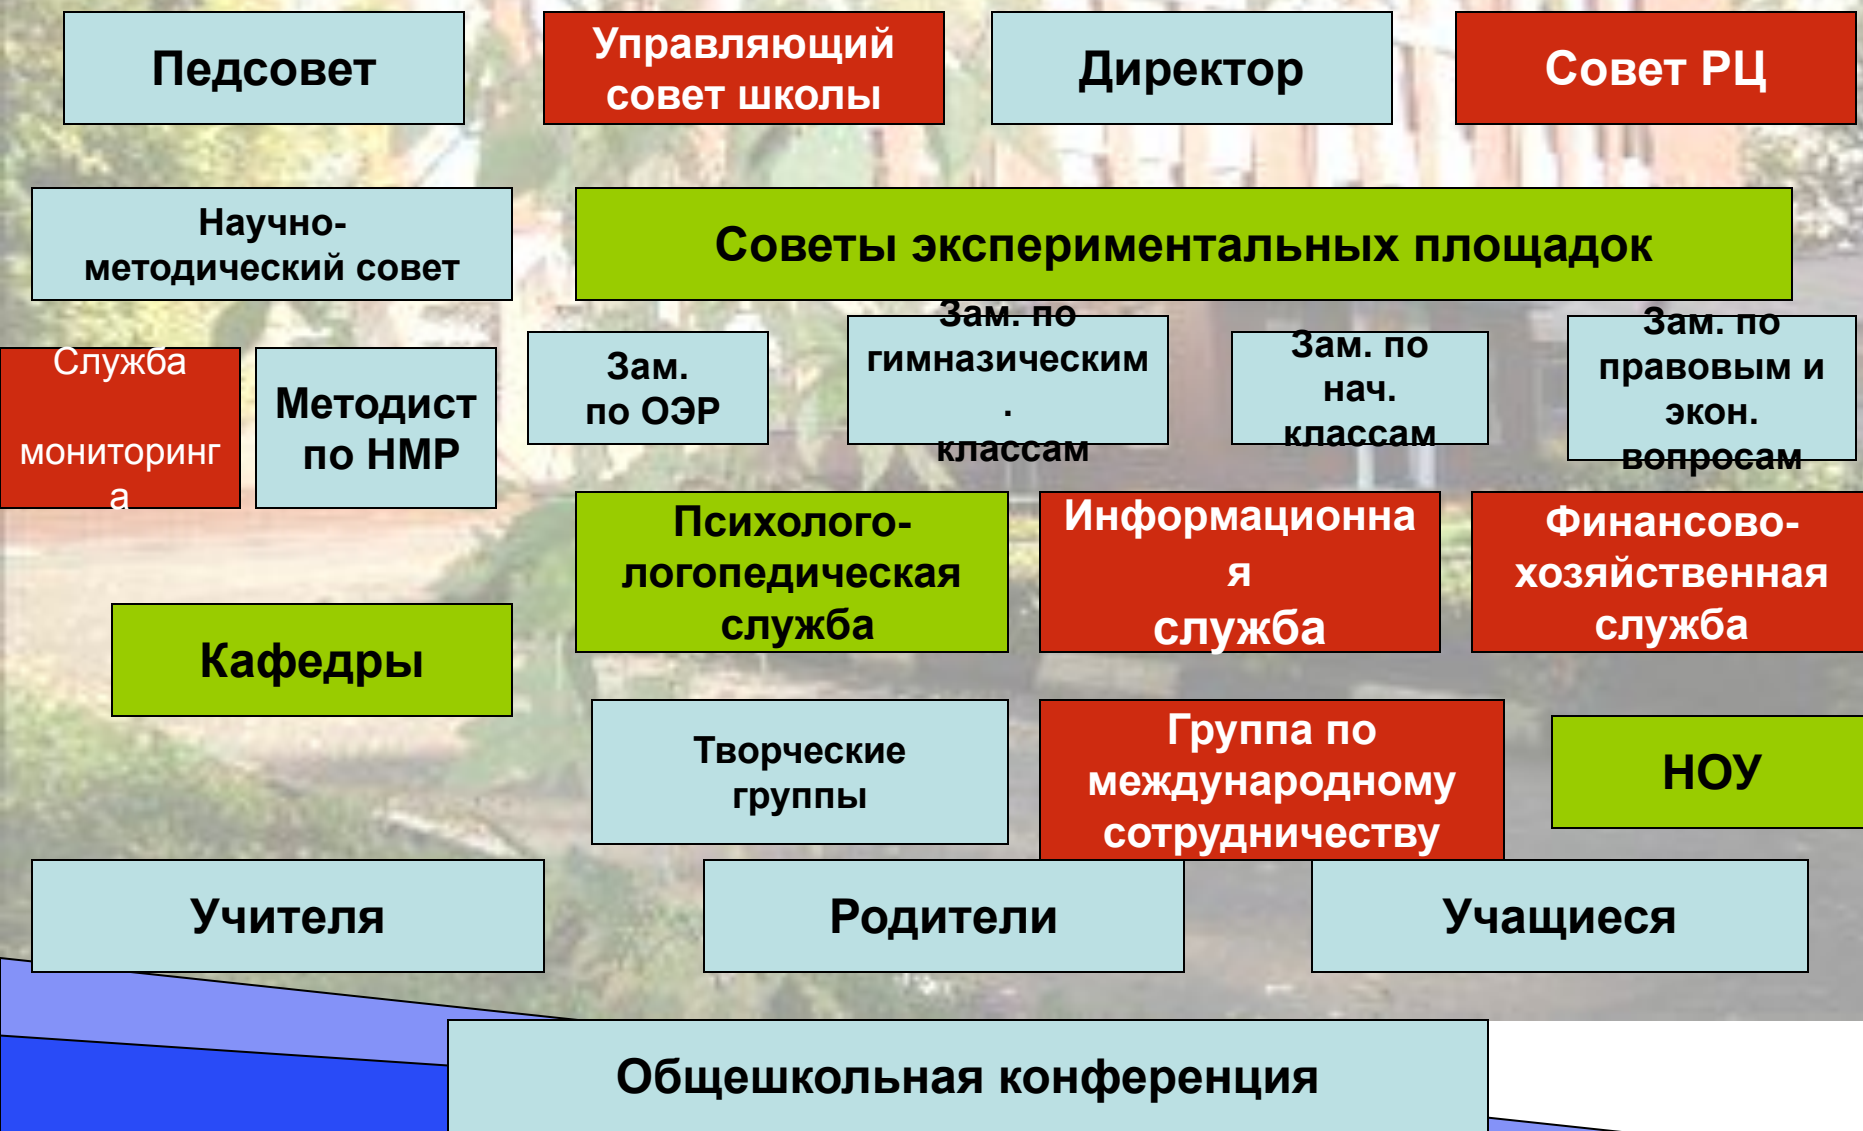 Педсовет
Управляющий
совет школы
Директор
Совет РЦ
Научно-
методический совет
Советы экспериментальных площадок
Служба
мониторинг
а
Методист
по НМР
Зам.
по ОЭР
Зам. по
гимназическим
.
классам
Зам. по
нач.
классам
Зам. по
правовым и
экон.
вопросам
Психолого-
логопедическая
служба
Информационна
я
служба
Финансово-
хозяйственная
служба
Кафедры
Творческие
группы
Группа по
международному
сотрудничеству
НОУ
Учителя
Родители
Учащиеся
Общешкольная конференция